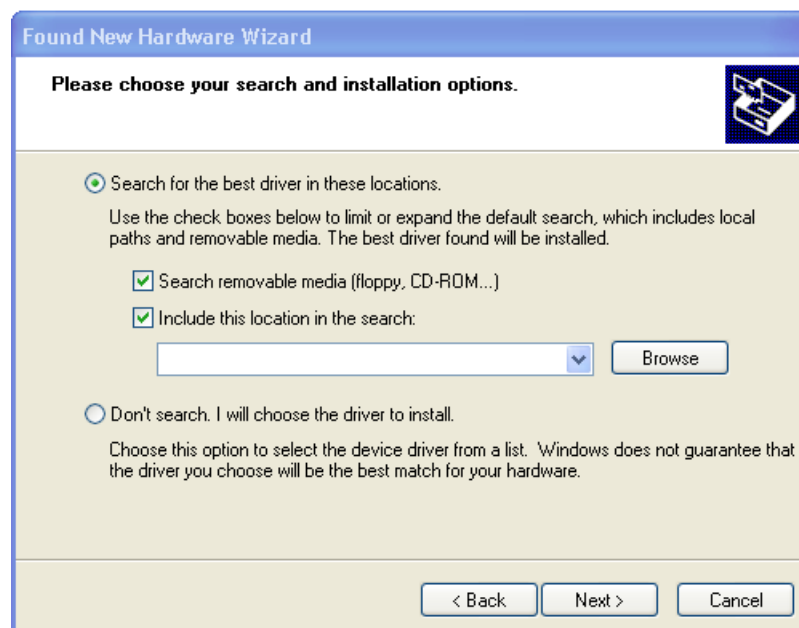 Found New Hardware Wizard
Please choose your search and installation options.
Search for the best driver in these locations.
Use the check boxes below to limit or expand the default search, which includes local
paths and removable media. The best driver found will be installed.
Search removable media (floppy, CD-ROM...)
Include this location in the search:
Browse
Don't search. I will choose the driver to install.
Choose this option to select the device driver from a list.  Windows does not guarantee that
the driver you choose will be the best match for your hardware.
< Back Next > Cancel